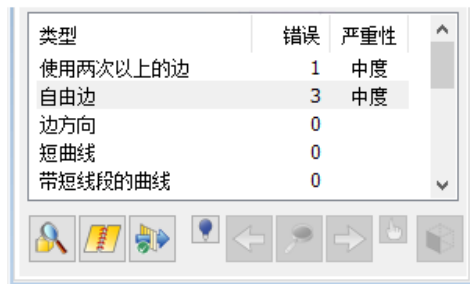 类型 错误 严重性
使用两次以上的边 1 中度
自由边 3 中度
边方向 0
短曲线 0
带短线段的曲线 0